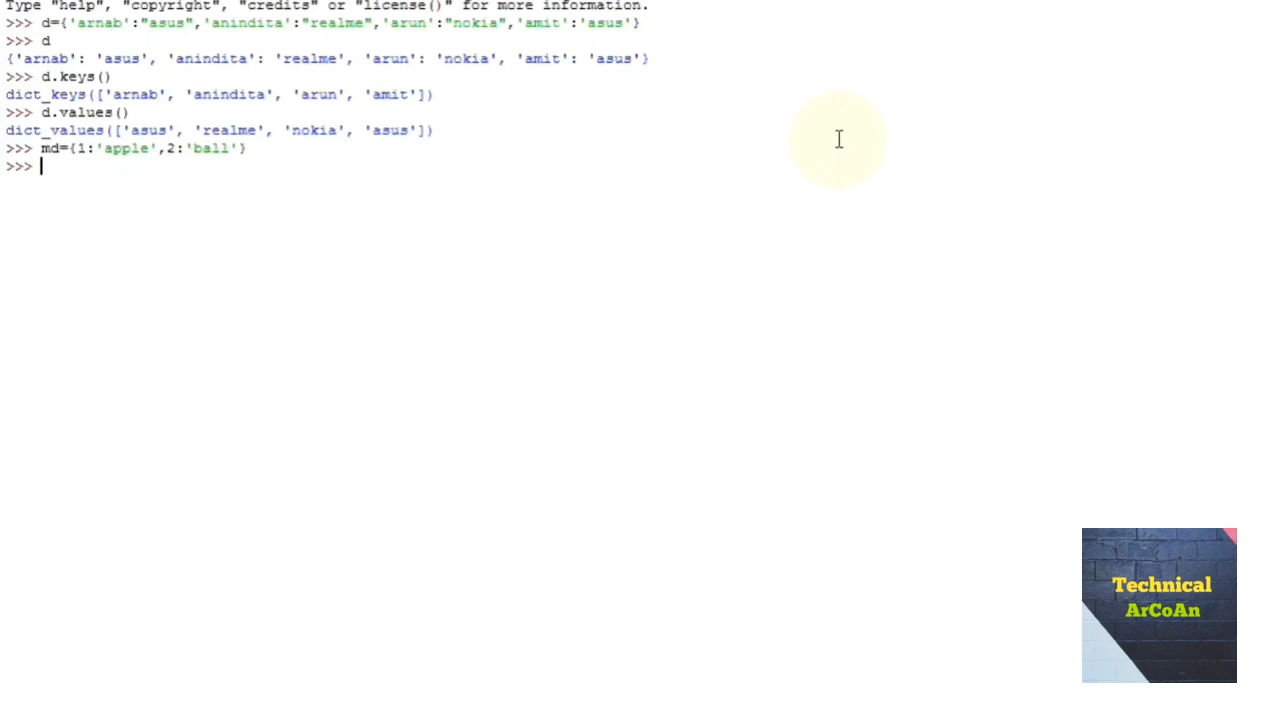 Type "help", "copyright", "credits" or "license()" for more information.
>>> d={'arnab':"asus",'anindita':"realme",'arun':"nokia",'amit':'asus'}
>>> d
{'arnab': 'asus', 'anindita': 'realme', 'arun': 'nokia', 'amit': 'asus'}
>>> d.keys()
dict_keys(['arnab', 'anindita', 'arun', 'amit'])
>>> d.values()
dict_values(['asus', 'realme', 'nokia', 'asus'])
>>> md={1:'apple',2:'ball'}
>>>
Technical
ArCoAn